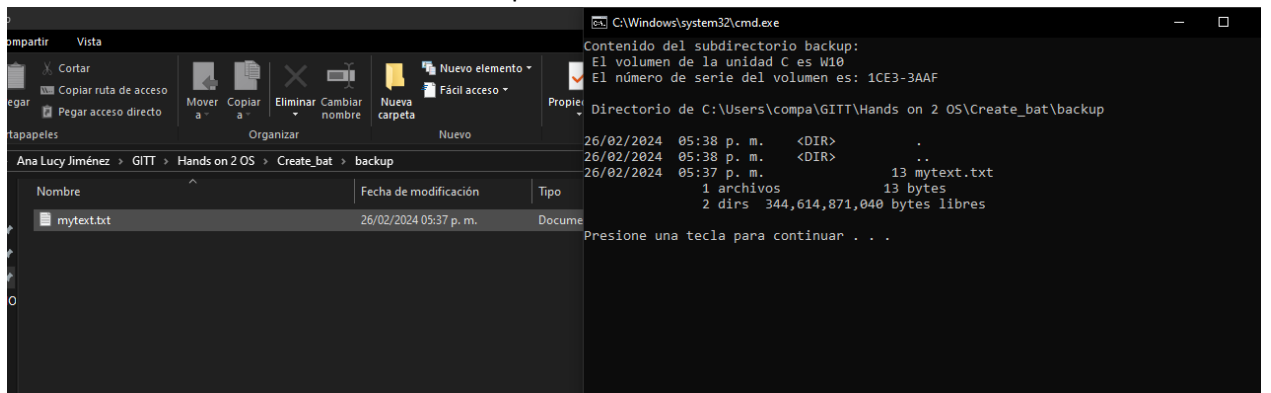 ompartir Vista
Cortar
Copiar ruta de acceso
Pegar acceso directo
Mover a
Copiar a
Eliminar
Cambiar nombre
Nueva carpeta
Nuevo elemento
Fácil acceso
Organizar
Nuevo
Ana Lucy Jiménez > GITT > Hands on 2 OS > Create_bat > backup
Nombre Fecha de modificación Tipo
mytext.txt 26/02/2024 05:37 p. m. Docume
C:\Windows\system32\cmd.exe
Contenido del subdirectorio backup:
El volumen de la unidad C es W10
El número de serie del volumen es: 1CE3-3AAF
Directorio de C:\Users\compa\GITT\Hands on 2 OS\Create_bat\backup
26/02/2024 05:38 p. m. <DIR> .
26/02/2024 05:38 p. m. <DIR> ..
26/02/2024 05:37 p. m. 13 mytext.txt
1 archivos 13 bytes
2 dirs 344,614,871,040 bytes libres
Presione una tecla para continuar . . .